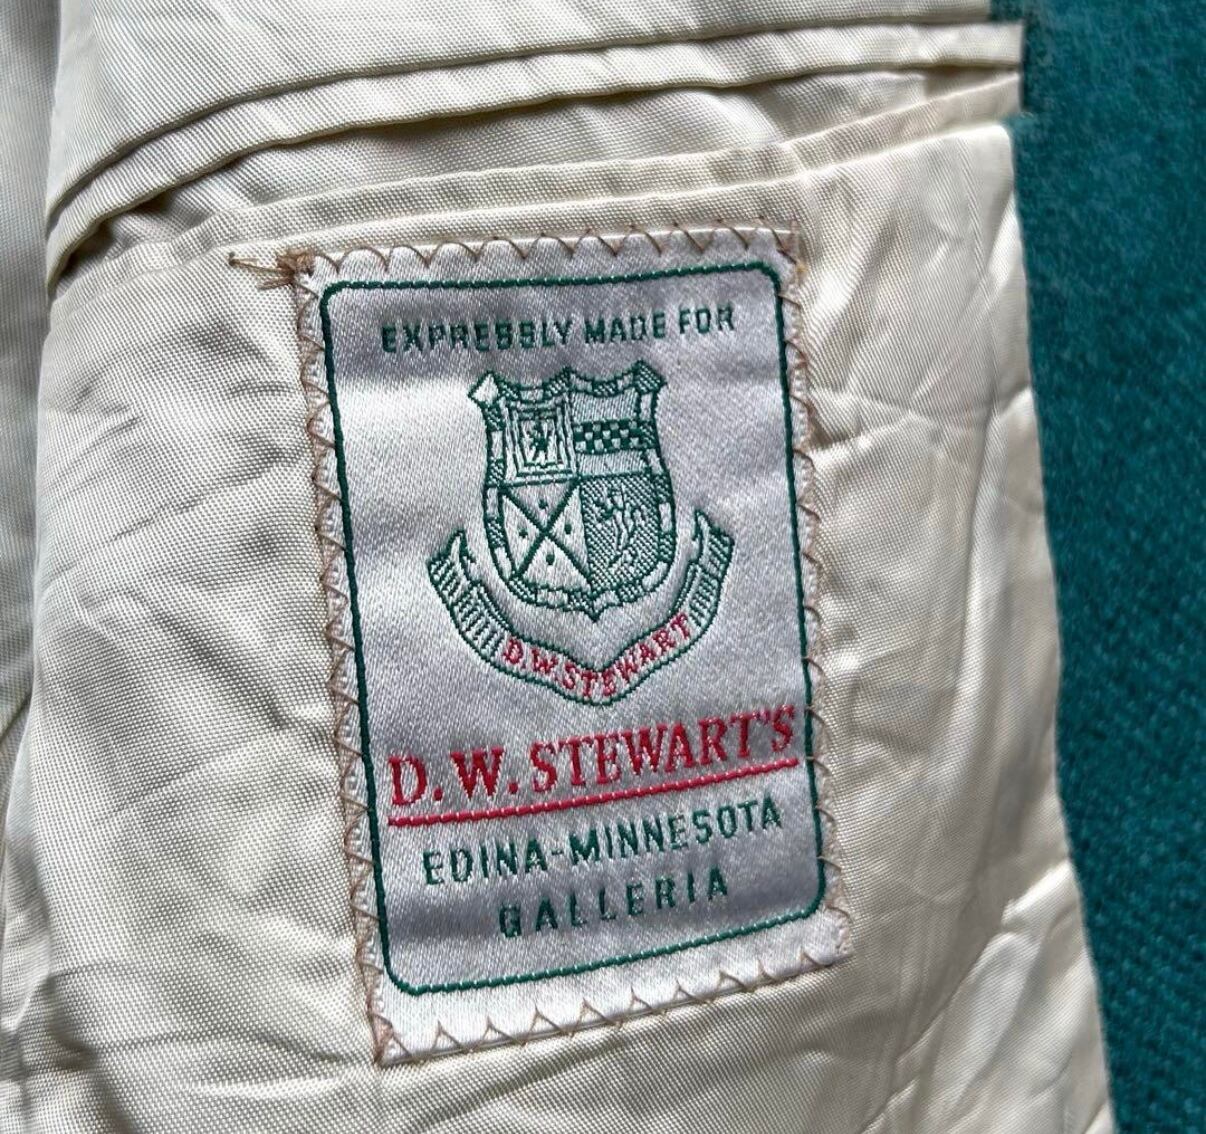 EXPRESSLY MADE FOR
D.W.STEWART
D.W. STEWART'S
EDINA-MINNESOTA
GALLERIA